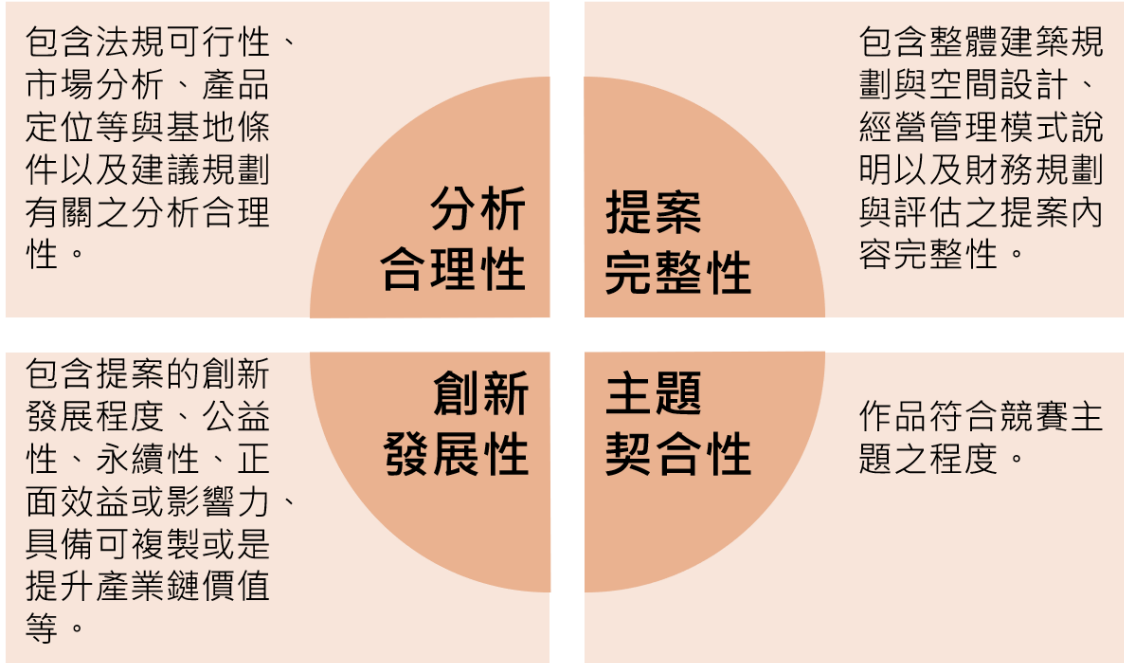 包含法規可行性、
市場分析、產品
定位等與基地條
件以及建議規劃
有關之分析合理
性。
分析
合理性
提案
完整性
包含整體建築規
劃與空間設計、
經營管理模式說
明以及財務規劃
與評估之提案內
容完整性。
包含提案的創新
發展程度、公益
性、永續性、正
面效益或影響力、
具備可複製或是
提升產業鏈價值
等。
創新
發展性
主題
契合性
作品符合競賽主
題之程度。